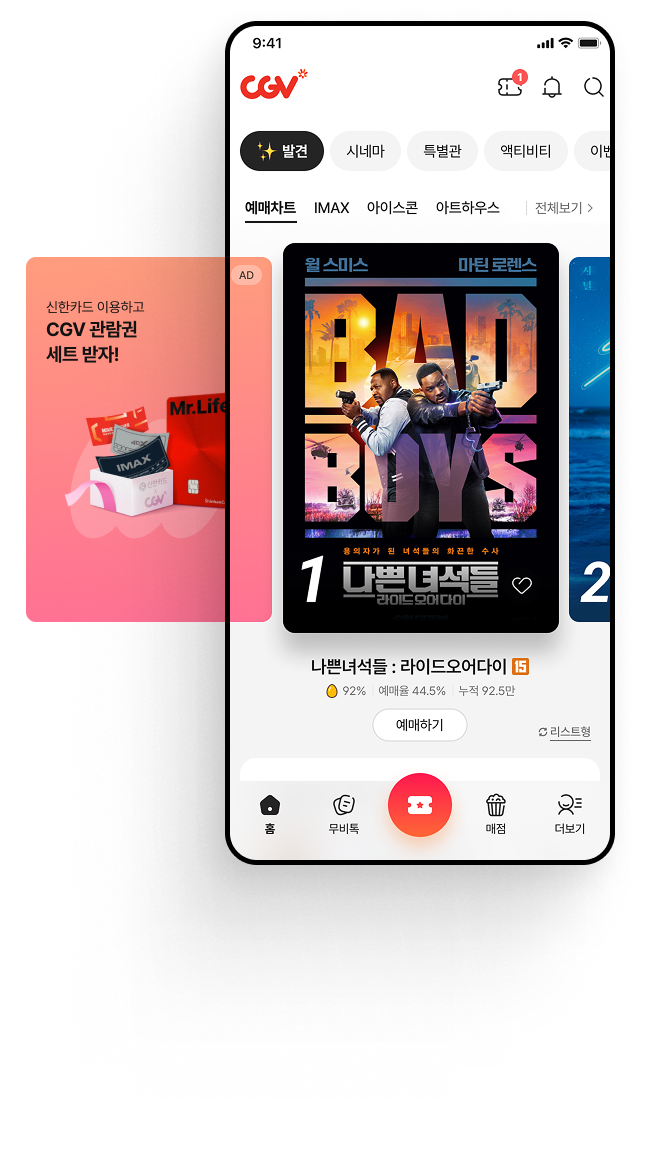 9:41
CGV
1
발견
시네마
특별관
액티비티
예매차트
IMAX
아이스콘
아트하우스
전체보기
AD
신한카드 이용하고
CGV 관람권
세트 받자!
Mr.Life
IMAX
신한카드
CGV
윌 스미스
마틴 로렌스
BAD
BOYS
용의자가 된 녀석들의 화끈한 수사
나쁜녀석들
라이드오어다이
1
2
나쁜녀석들 : 라이드오어다이 15
92% 예매율 44.5% 누적 92.5만
예매하기
리스트형
홈
무비톡
매점
더보기